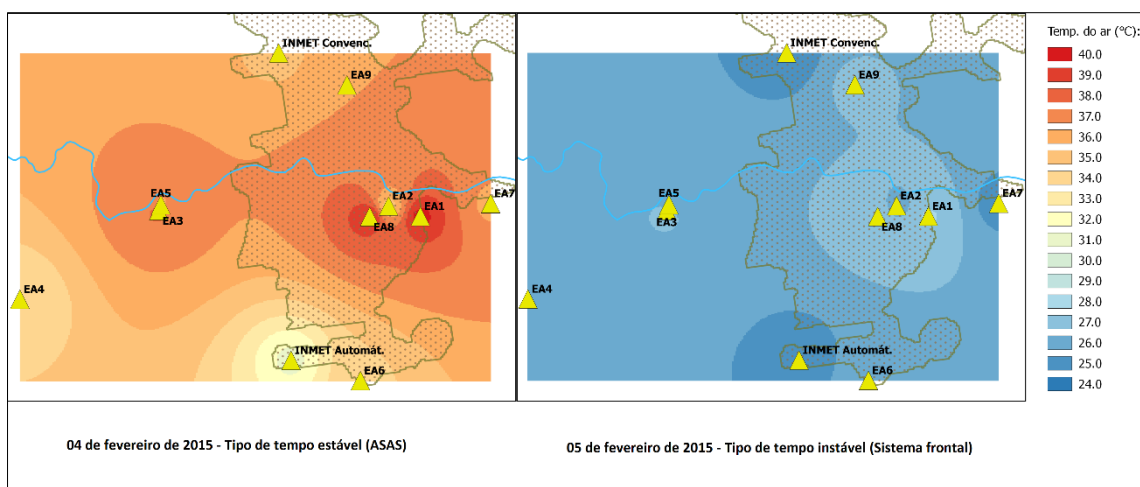 INMET Convenc.
EA9
EA5
EA3
EA2
EA1
EA7
EA8
EA4
INMET Automát.
EA6
04 de fevereiro de 2015 - Tipo de tempo estável (ASAS)
INMET Convenc.
EA9
EA5
EA3
EA2
EA1
EA7
EA8
EA4
INMET Automát.
EA6
05 de fevereiro de 2015 - Tipo de tempo instável (Sistema frontal)
Temp. do ar (°C):
40.0
39.0
38.0
37.0
36.0
35.0
34.0
33.0
32.0
31.0
30.0
29.0
28.0
27.0
26.0
25.0
24.0